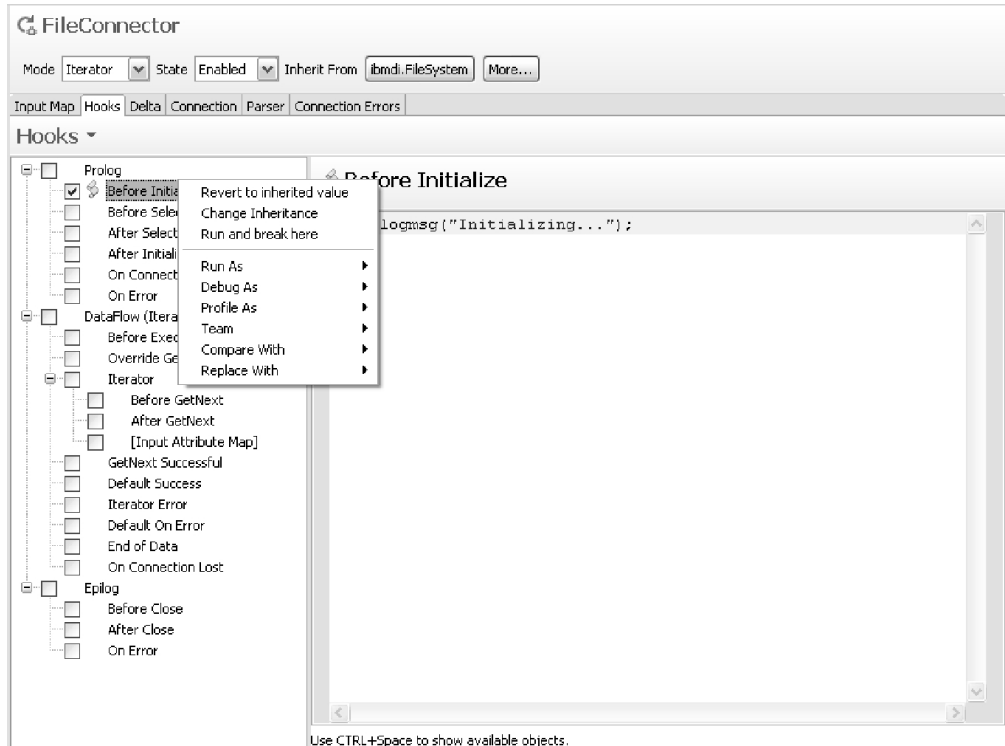 FileConnector
Mode Iterator State Enabled Inherit From ibmdi.FileSystem More...
Input Map Hooks Delta Connection Parser Connection Errors
Hooks
Prolog
Before Initia
Before Sele
After Select
After Initiali
On Connect
On Error
DataFlow (Itera
Before Exec
Override Ge
Iterator
Before GetNext
After GetNext
[Input Attribute Map]
GetNext Successful
Default Success
Iterator Error
Default On Error
End of Data
On Connection Lost
Epilog
Before Close
After Close
On Error
Revert to inherited value
Change Inheritance
Run and break here
Run As
Debug As
Profile As
Team
Compare With
Replace With
Before Initialize
logmsg("Initializing...");
Use CTRL+Space to show available objects.